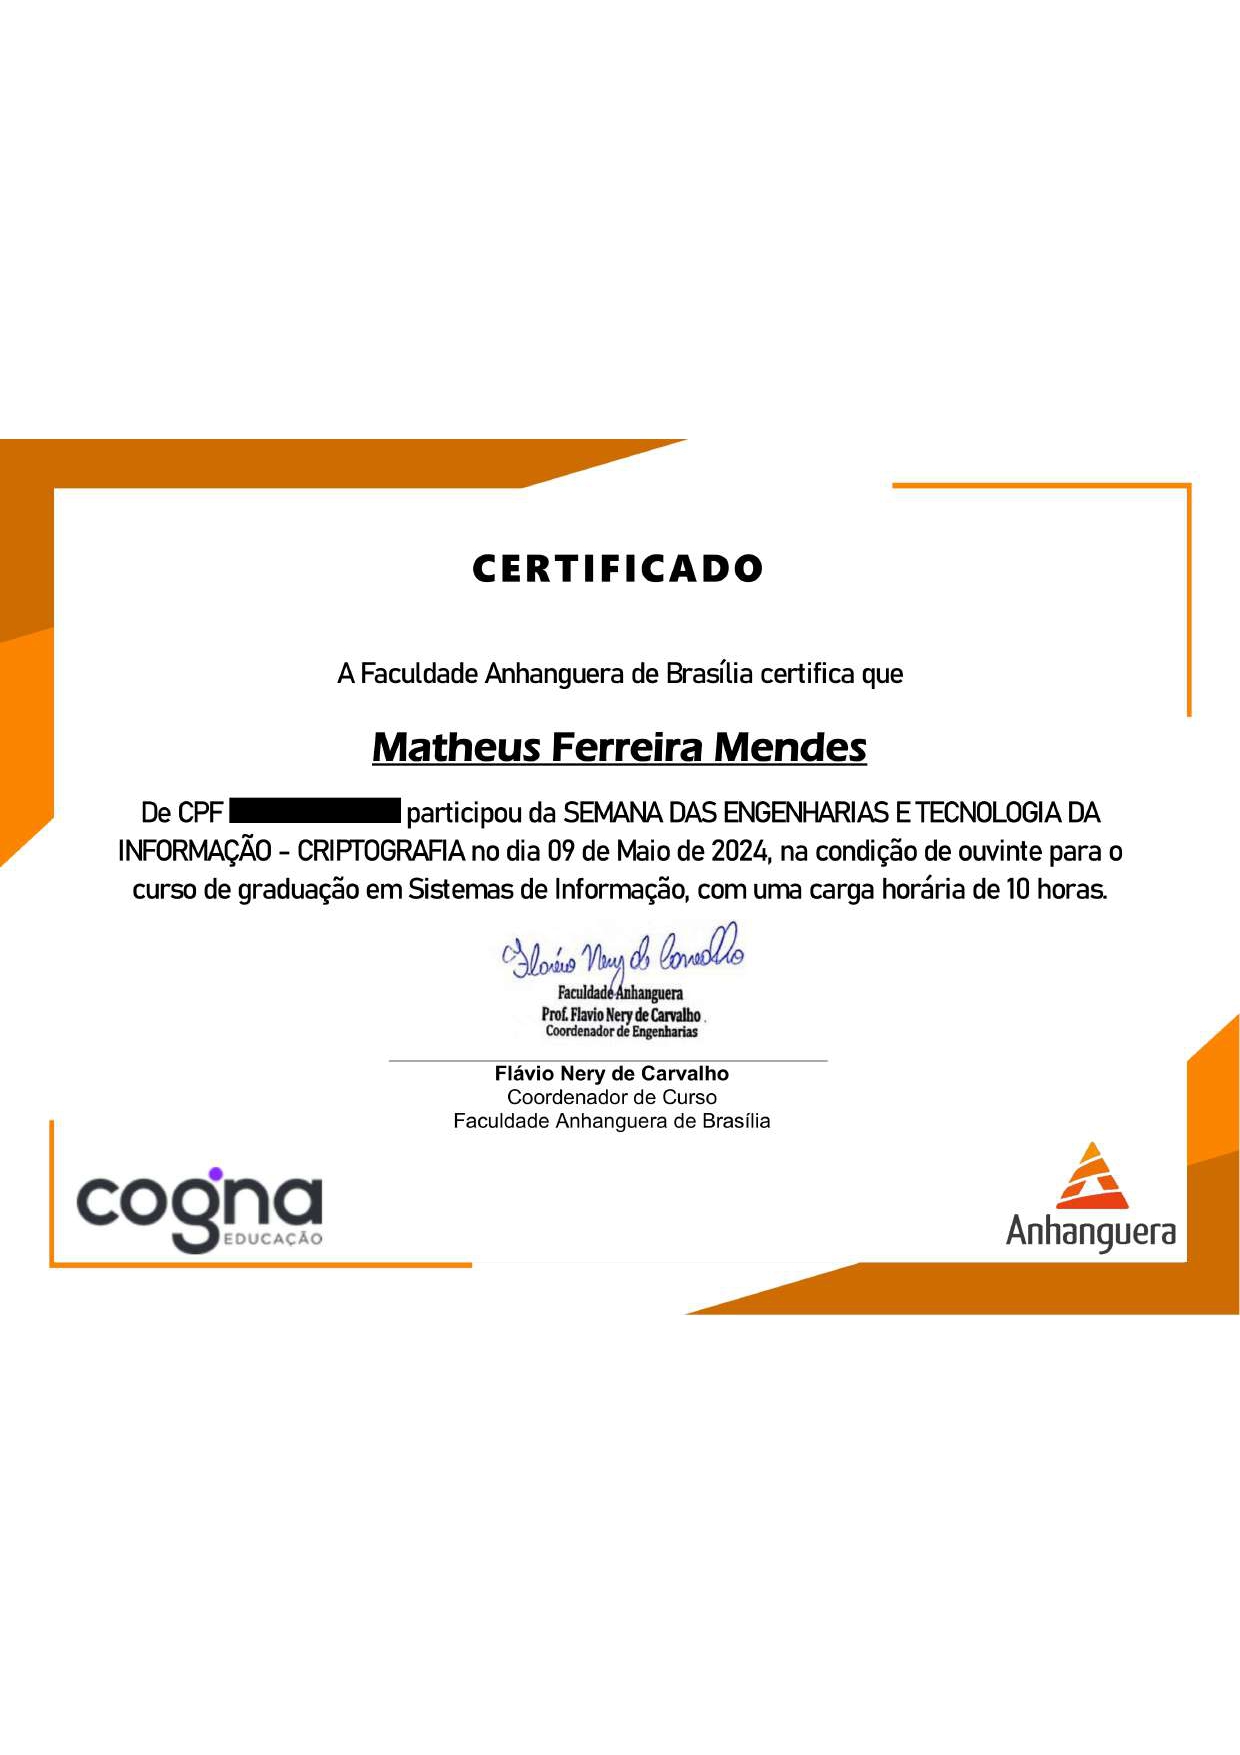 CERTIFICADO
A Faculdade Anhanguera de Brasília certifica que
Matheus Ferreira Mendes
De CPF participou da SEMANA DAS ENGENHARIAS E TECNOLOGIA DA
INFORMAÇÃO - CRIPTOGRAFIA no dia 09 de Maio de 2024, na condição de ouvinte para o
curso de graduação em Sistemas de Informação, com uma carga horária de 10 horas.
Flávio Nery de Carvalho
Faculdade Anhanguera
Prof. Flavio Nery de Carvalho
Coordenador de Engenharias
Flávio Nery de Carvalho
Coordenador de Curso
Faculdade Anhanguera de Brasília
cogna
EDUCAÇÃO
Anhanguera